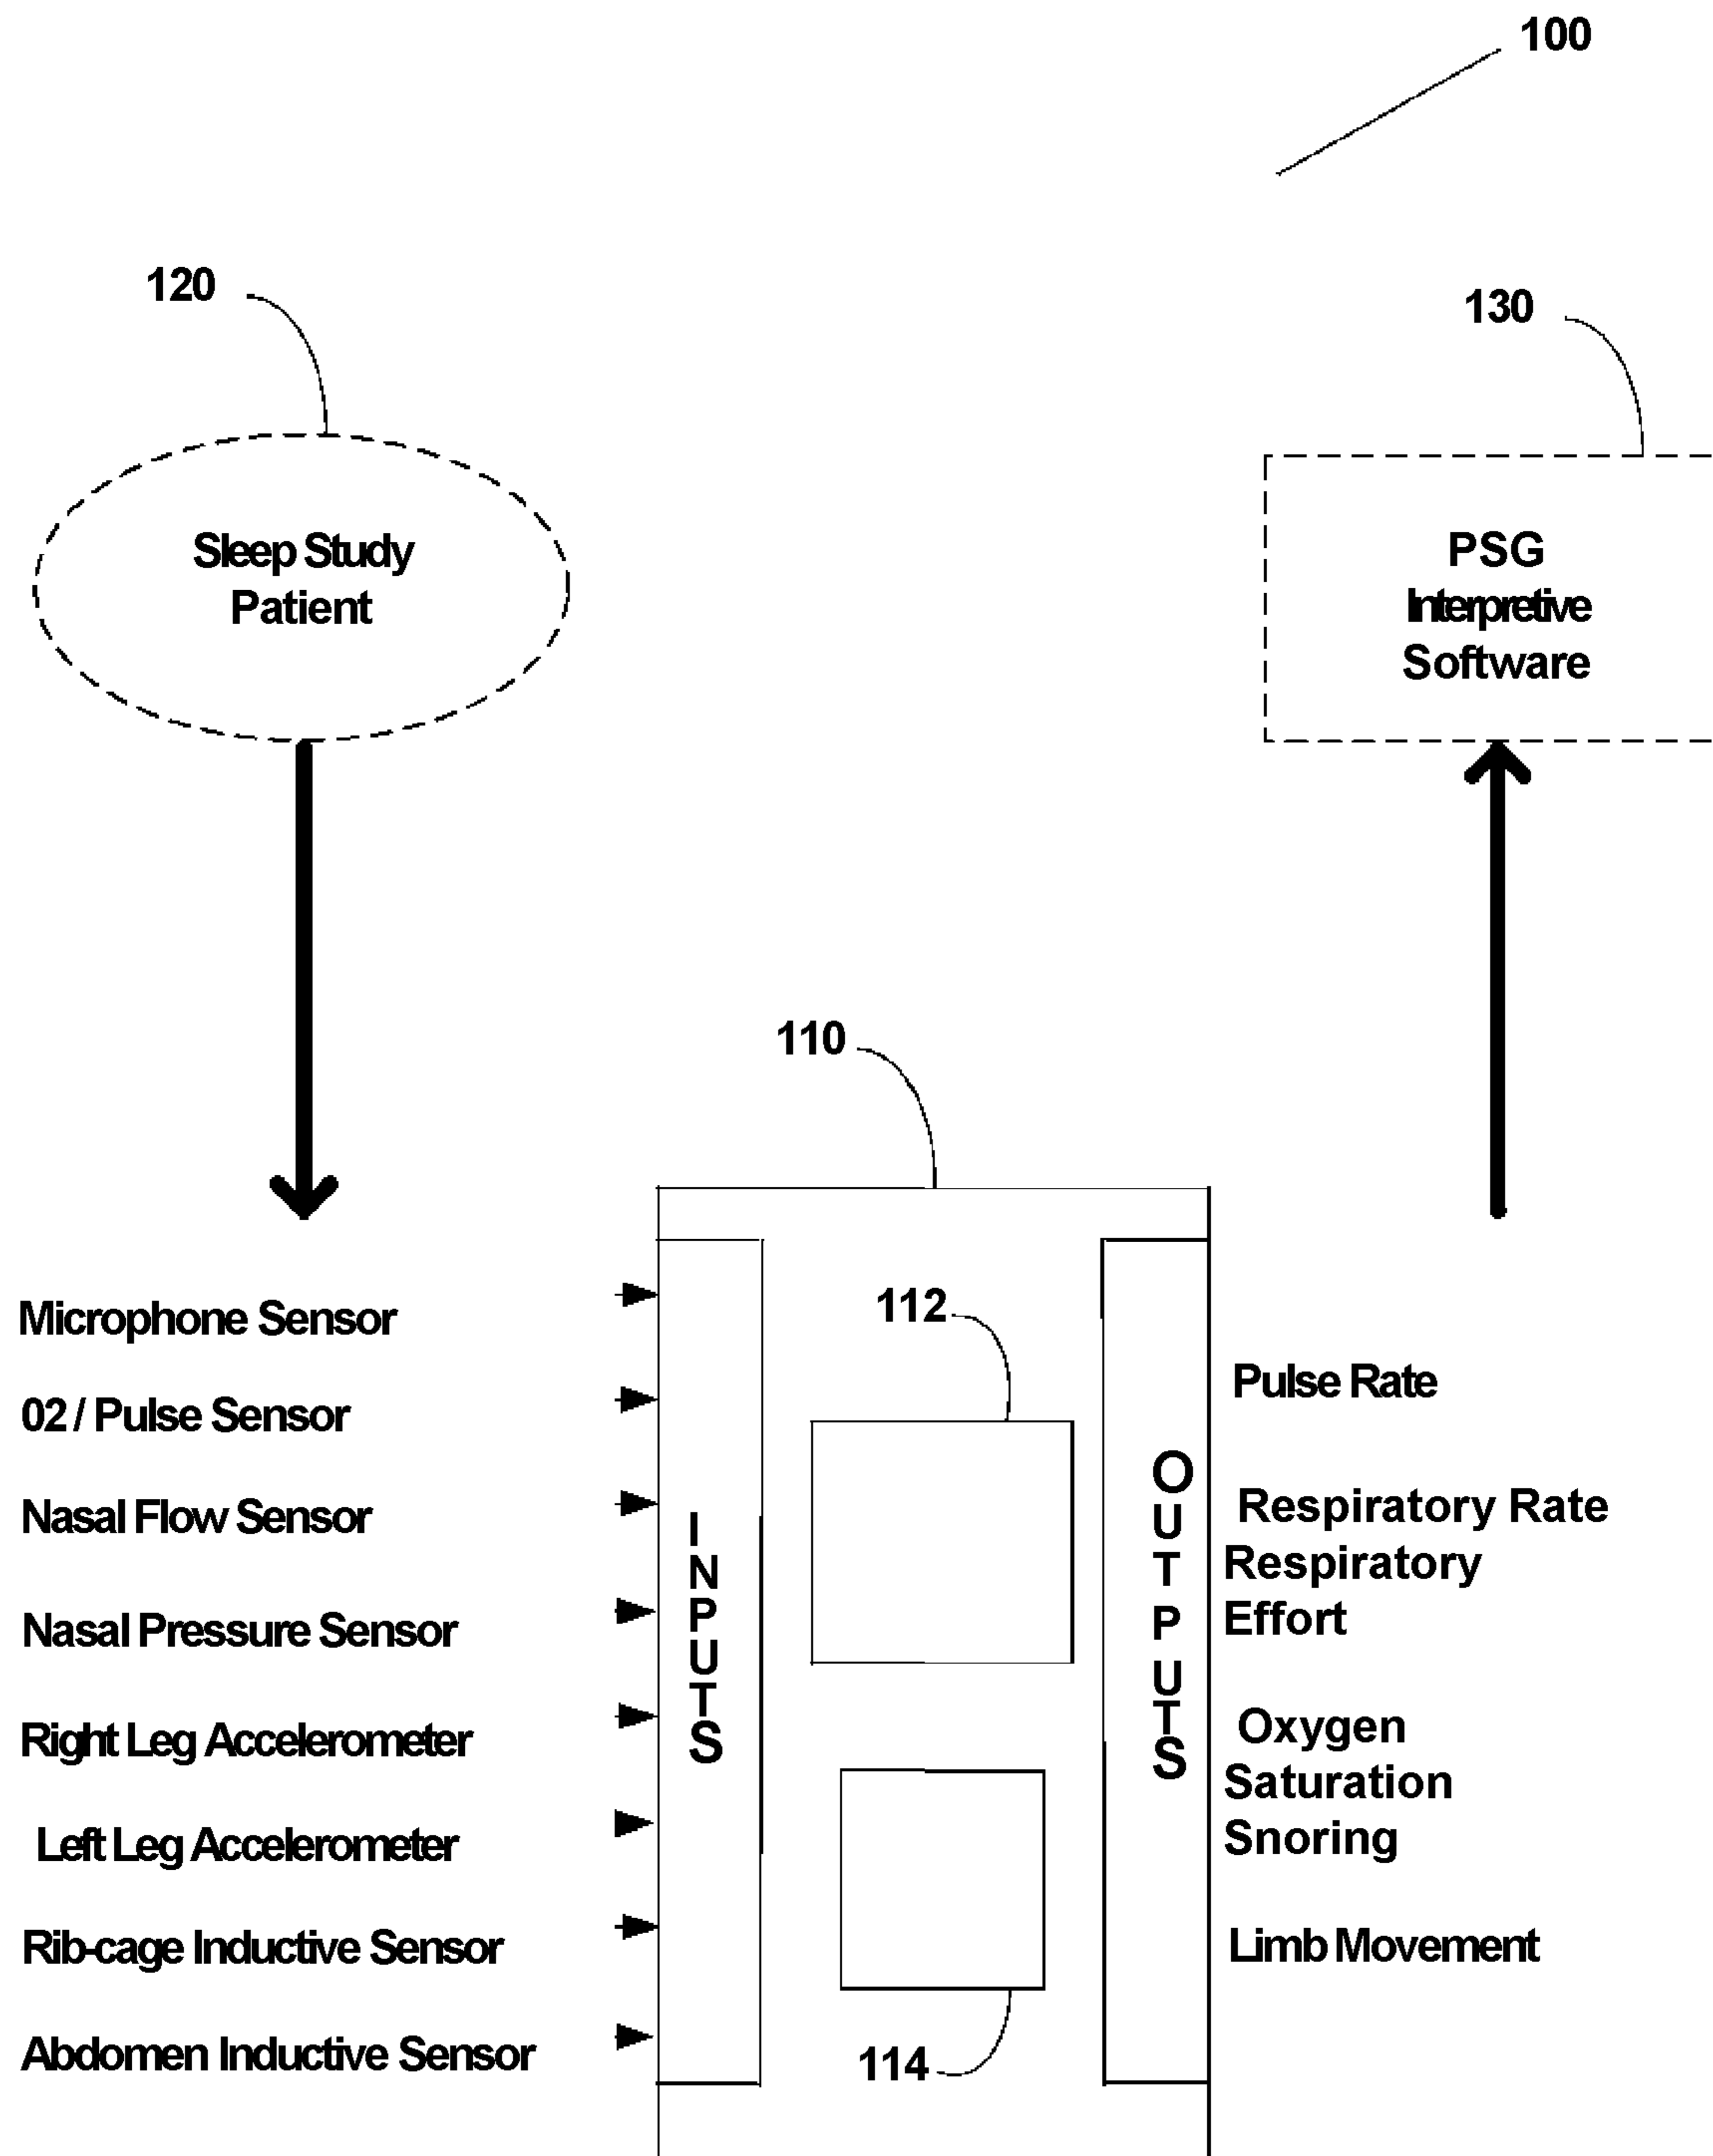 100
120
130
Sleep Study
Patient
PSG
Interpretive
Software
110
112
Microphone Sensor
02 / Pulse Sensor
Nasal Flow Sensor
Nasal Pressure Sensor
Right Leg Accelerometer
Left Leg Accelerometer
Rib-cage Inductive Sensor
Abdomen Inductive Sensor
INPUTS
OUTPUTS
Pulse Rate
Respiratory Rate
Respiratory
Effort
Oxygen
Saturation
Snoring
Limb Movement
114